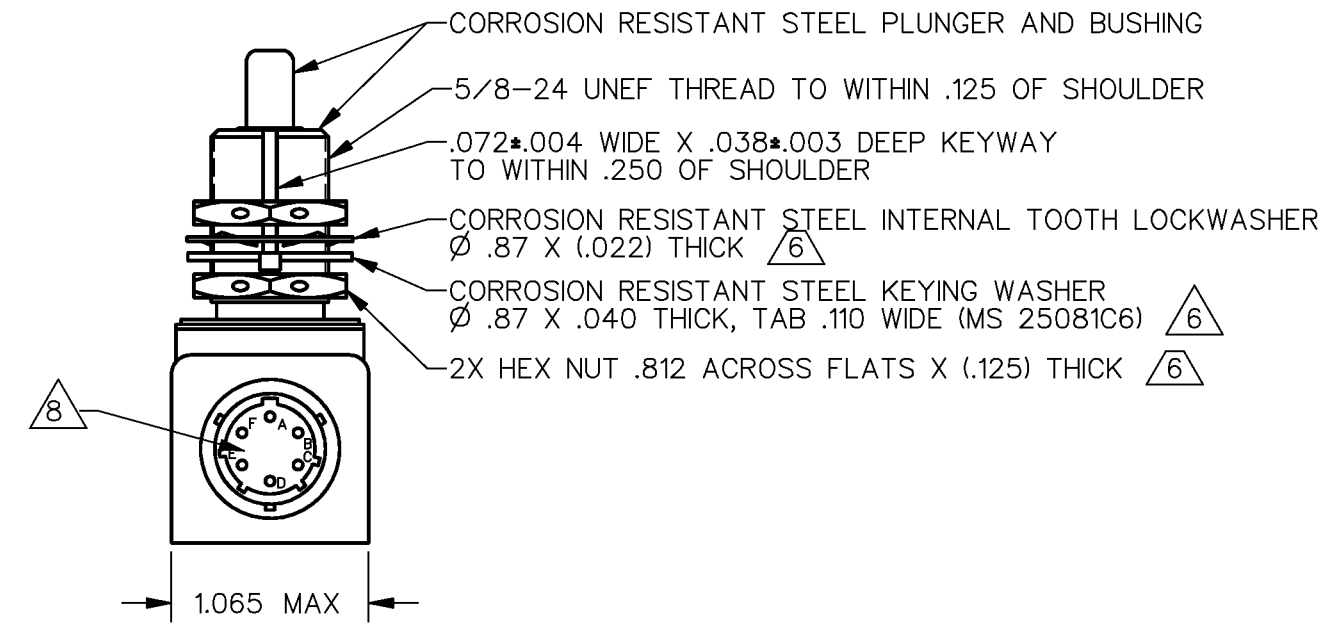 CORROSION RESISTANT STEEL PLUNGER AND BUSHING
5/8-24 UNEF THREAD TO WITHIN .125 OF SHOULDER
.072±.004 WIDE X .038±.003 DEEP KEYWAY
TO WITHIN .250 OF SHOULDER
CORROSION RESISTANT STEEL INTERNAL TOOTH LOCKWASHER
Ø .87 X (.022) THICK 6
CORROSION RESISTANT STEEL KEYING WASHER
Ø .87 X .040 THICK, TAB .110 WIDE (MS 25081C6) 6
2X HEX NUT .812 ACROSS FLATS X (.125) THICK 6
8
F A
B
E C
D
1.065 MAX